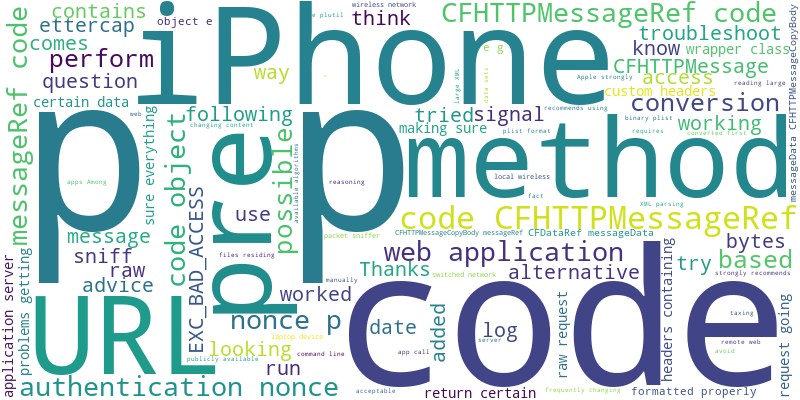 contains
ettercap
comes
perform
question
certain data
object e
iPhone
wireless network
e plutil
think
way
e g
large XML
data sets
Apple strongly
reading large
CFHTTPMessageRef code
troubleshoot
know
wrapper class
CFHTTPMessage
access
custom headers
conversion
messageRef code
sure everything
web
p
apps Among
message
sniff
raw
advice
problems getting
application server
following
changing content
code object
EXC_BAD_ACCESS
pre
possible
available algorithms
use
files residing
p
reasoning
tried
signal
making sure
plist format
recommends using
binary plist
requires
converted first
working
method
local wireless
fact
XML parsing
messageData CFHTTPMessageCopyBody
code CFHTTPMessageRef
CFHTTPMessageCopyBody messageRef
CFDataRef messageData
packet sniffer
web application
bytes
based
Thanks
switched network
alternative
try
strongly recommends
URL
nonce p
worked
manually
date
log
added
code
raw request
headers containing
taxing
remote web
avoid
request going
looking
laptop device
publicly available
run
command line
app call
server
authentication nonce
acceptable
return certain
frequently changing
formatted properly